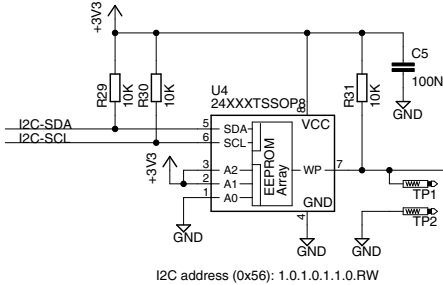 +3V3
C5
100N
R29
10K
R30
10K
R31
10K
GND
U4
24XXXTSSOP8
8
VCC
I2C-SDA
5
SDA
I2C-SCL
6
SCL
EEPROM
Array
+3V3
3
A2
WP
7
2
A1
1
A0
GND
4
TP1
TP2
GND
GND
GND
I2C address (0x56): 1.0.1.0.1.1.0.RW